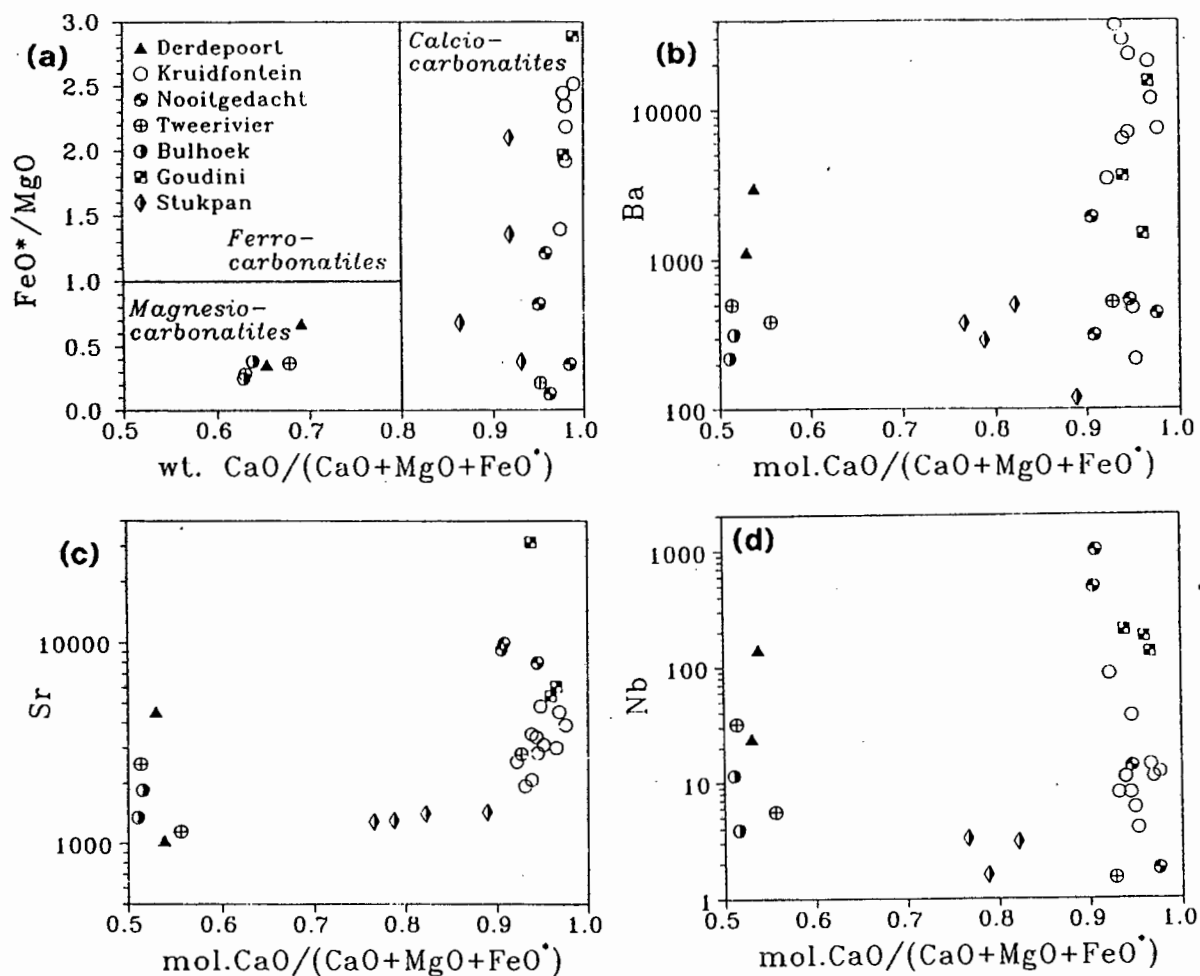 (a)
3.0
2.5
2.0
1.5
1.0
0.5
0.0
FeO*/MgO
Derdepoort
Kruidfontein
Nooitgedacht
Tweerivier
Bulhoek
Goudini
Stukpan
Calcio-
carbonatites
Ferro-
carbonatites
Magnesio-
carbonatites
0.5 0.6 0.7 0.8 0.9 1.0
wt. CaO/(CaO+MgO+FeO*)
(b)
10000
1000
100
Ba
0.5 0.6 0.7 0.8 0.9 1.0
mol.CaO/(CaO+MgO+FeO*)
(c)
10000
1000
Sr
0.5 0.6 0.7 0.8 0.9 1.0
mol.CaO/(CaO+MgO+FeO*)
(d)
1000
100
10
1
Nb
0.5 0.6 0.7 0.8 0.9 1.0
mol.CaO/(CaO+MgO+FeO*)